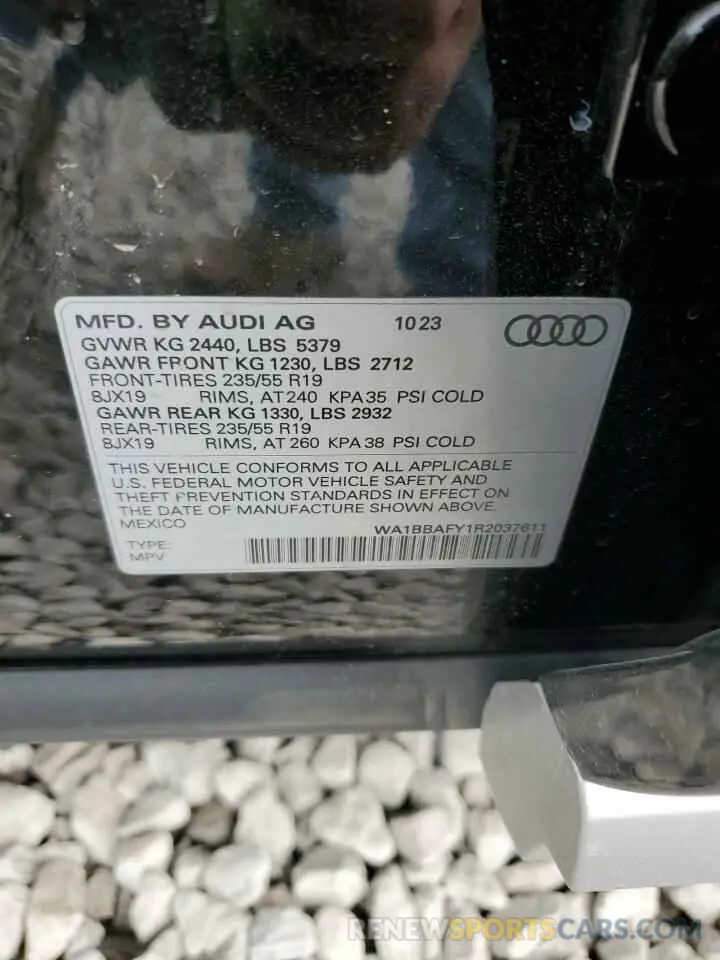 MFD. BY AUDI AG 1023
GVWR KG 2440, LBS 5379
GAWR FRONT KG 1230, LBS 2712
FRONT-TIRES 235/55 R19
8JX19 RIMS, AT 240 KPA 35 PSI COLD
GAWR REAR KG 1330, LBS 2932
REAR-TIRES 235/55 R19
8JX19 RIMS, AT 260 KPA 38 PSI COLD
THIS VEHICLE CONFORMS TO ALL APPLICABLE
U.S. FEDERAL MOTOR VEHICLE SAFETY AND
THEFT PREVENTION STANDARDS IN EFFECT ON
THE DATE OF MANUFACTURE SHOWN ABOVE.
MEXICO WA1BBAFY1R2037611
TYPE:
MPV
RENEWSPORTSCARS.COM